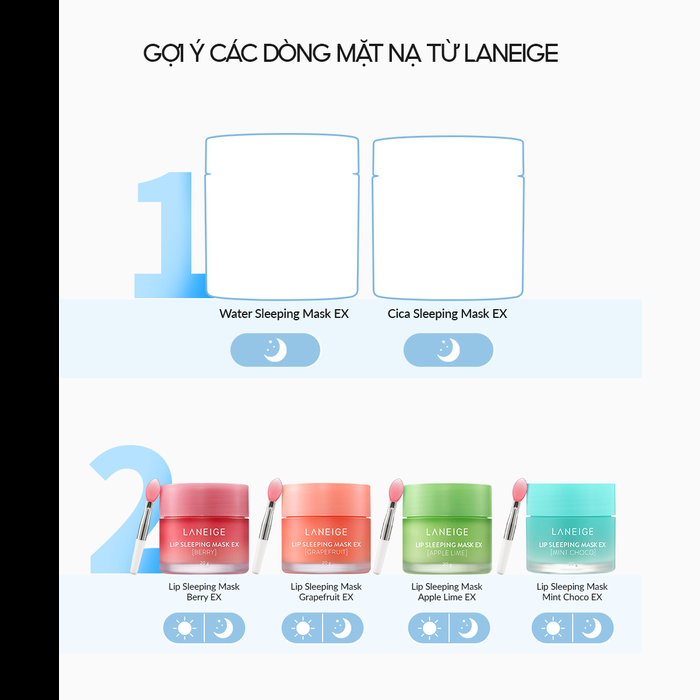 GỢI Ý CÁC DÒNG MẶT NẠ TỪ LANEIGE
1
Water Sleeping Mask EX
Cica Sleeping Mask EX
2
LANEIGE
LIP SLEEPING MASK EX
[BERRY]
20 g
LANEIGE
LIP SLEEPING MASK EX
[GRAPEFRUIT]
LANEIGE
LIP SLEEPING MASK EX
[APPLE LIME]
LANEIGE
LIP SLEEPING MASK EX
[MINT CHOCO]
Lip Sleeping Mask
Berry EX
Lip Sleeping Mask
Grapefruit EX
Lip Sleeping Mask
Apple Lime EX
Lip Sleeping Mask
Mint Choco EX